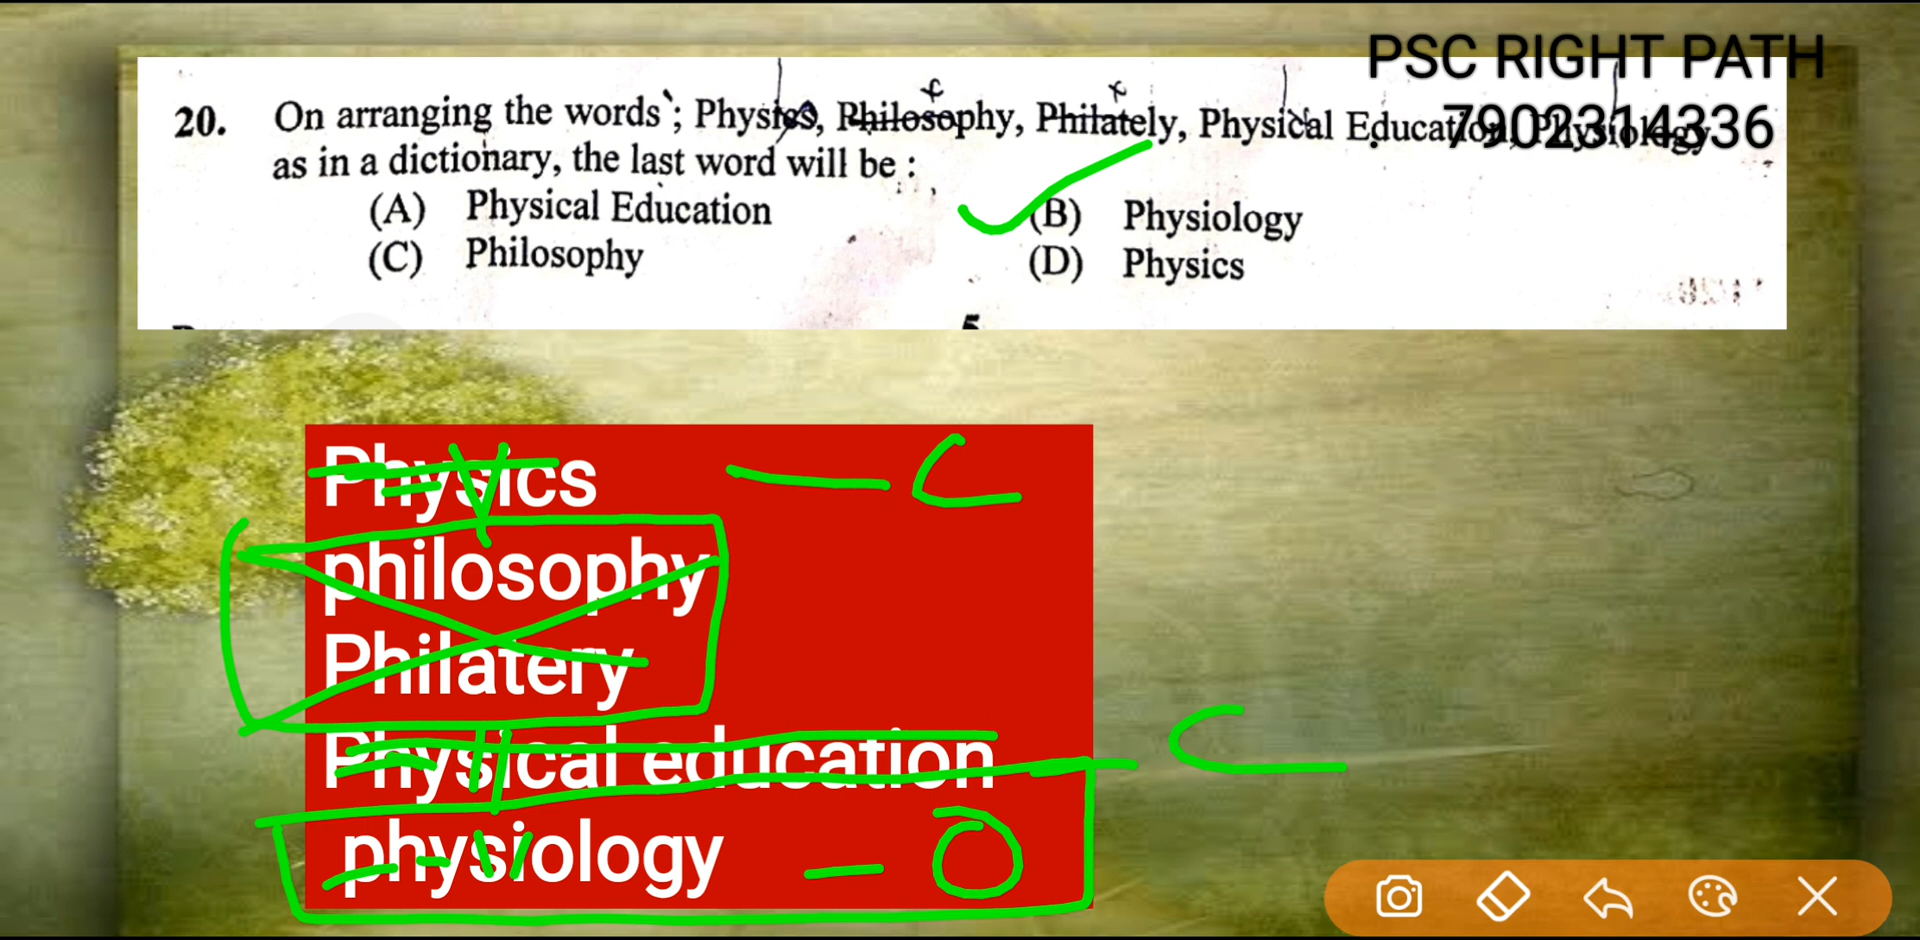 PSC RIGHT PATH
7902314336
20. On arranging the words ; Physics, Philosophy, Philately, Physical Education, Physiology
as in a dictionary, the last word will be :
(A) Physical Education (B) Physiology
(C) Philosophy (D) Physics
5
Physics — C
philosophy
Philatery
Physical education — C
physiology — O